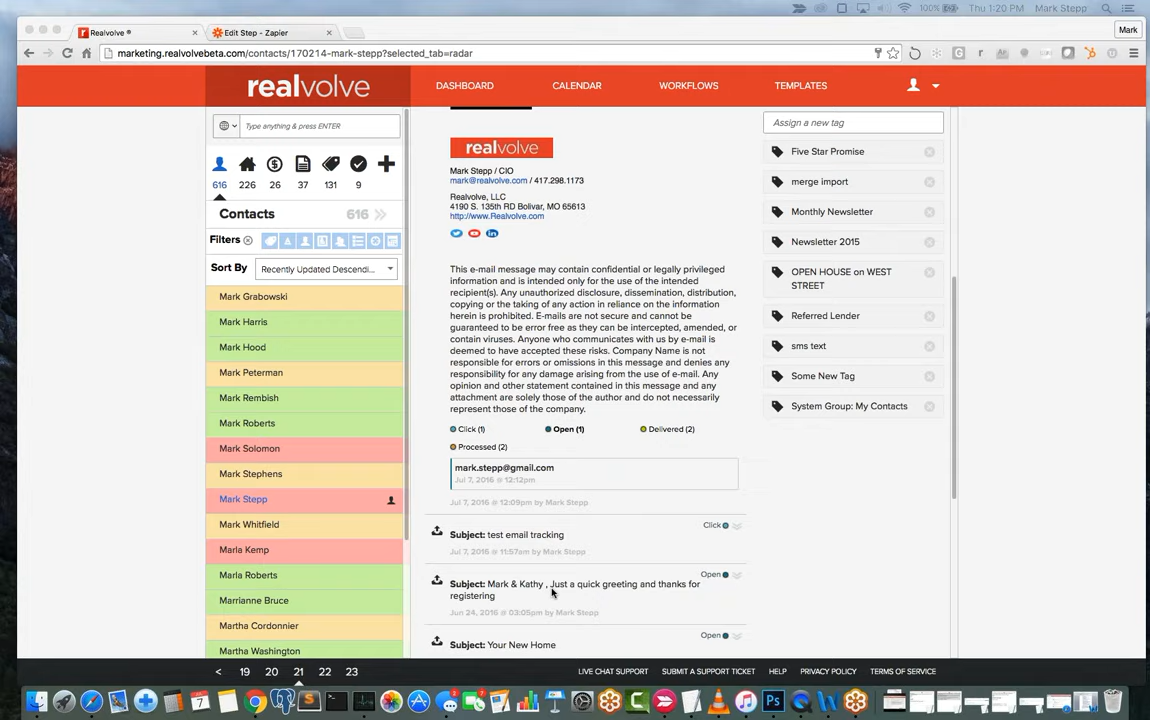 100% Thu 1:20 PM Mark Stepp
Realvolve ® Edit Step - Zapier Mark
marketing.realvolvebeta.com/contacts/170214-mark-stepp?selected_tab=radar
realvolve DASHBOARD CALENDAR WORKFLOWS TEMPLATES
Type anything & press ENTER
616 226 26 37 131 9
Contacts 616
Filters
Sort By Recently Updated Descendi...
Mark Grabowski
Mark Harris
Mark Hood
Mark Peterman
Mark Rembish
Mark Roberts
Mark Solomon
Mark Stephens
Mark Stepp
Mark Whitfield
Marla Kemp
Marla Roberts
Marrianne Bruce
Martha Cordonnier
Martha Washington
< 19 20 21 22 23
realvolve
Mark Stepp / CIO
mark@realvolve.com / 417.298.1173
Realvolve, LLC
4190 S. 135th RD Bolivar, MO 65613
http://www.Realvolve.com
This e-mail message may contain confidential or legally privileged
information and is intended only for the use of the intended
recipient(s). Any unauthorized disclosure, dissemination, distribution,
copying or the taking of any action in reliance on the information
herein is prohibited. E-mails are not secure and cannot be
guaranteed to be error free as they can be intercepted, amended, or
contain viruses. Anyone who communicates with us by e-mail is
deemed to have accepted these risks. Company Name is not
responsible for errors or omissions in this message and denies any
responsibility for any damage arising from the use of e-mail. Any
opinion and other statement contained in this message and any
attachment are solely those of the author and do not necessarily
represent those of the company.
Click (1) Open (1) Delivered (2)
Processed (2)
mark.stepp@gmail.com
Jul 7, 2016 @ 12:12pm
Jul 7, 2016 @ 12:09pm by Mark Stepp
Click
Subject: test email tracking
Jul 7, 2016 @ 11:57am by Mark Stepp
Open
Subject: Mark & Kathy , Just a quick greeting and thanks for
registering
Jun 24, 2016 @ 03:05pm by Mark Stepp
Open
Subject: Your New Home
Assign a new tag
Five Star Promise
merge import
Monthly Newsletter
Newsletter 2015
OPEN HOUSE on WEST
STREET
Referred Lender
sms text
Some New Tag
System Group: My Contacts
LIVE CHAT SUPPORT SUBMIT A SUPPORT TICKET HELP PRIVACY POLICY TERMS OF SERVICE